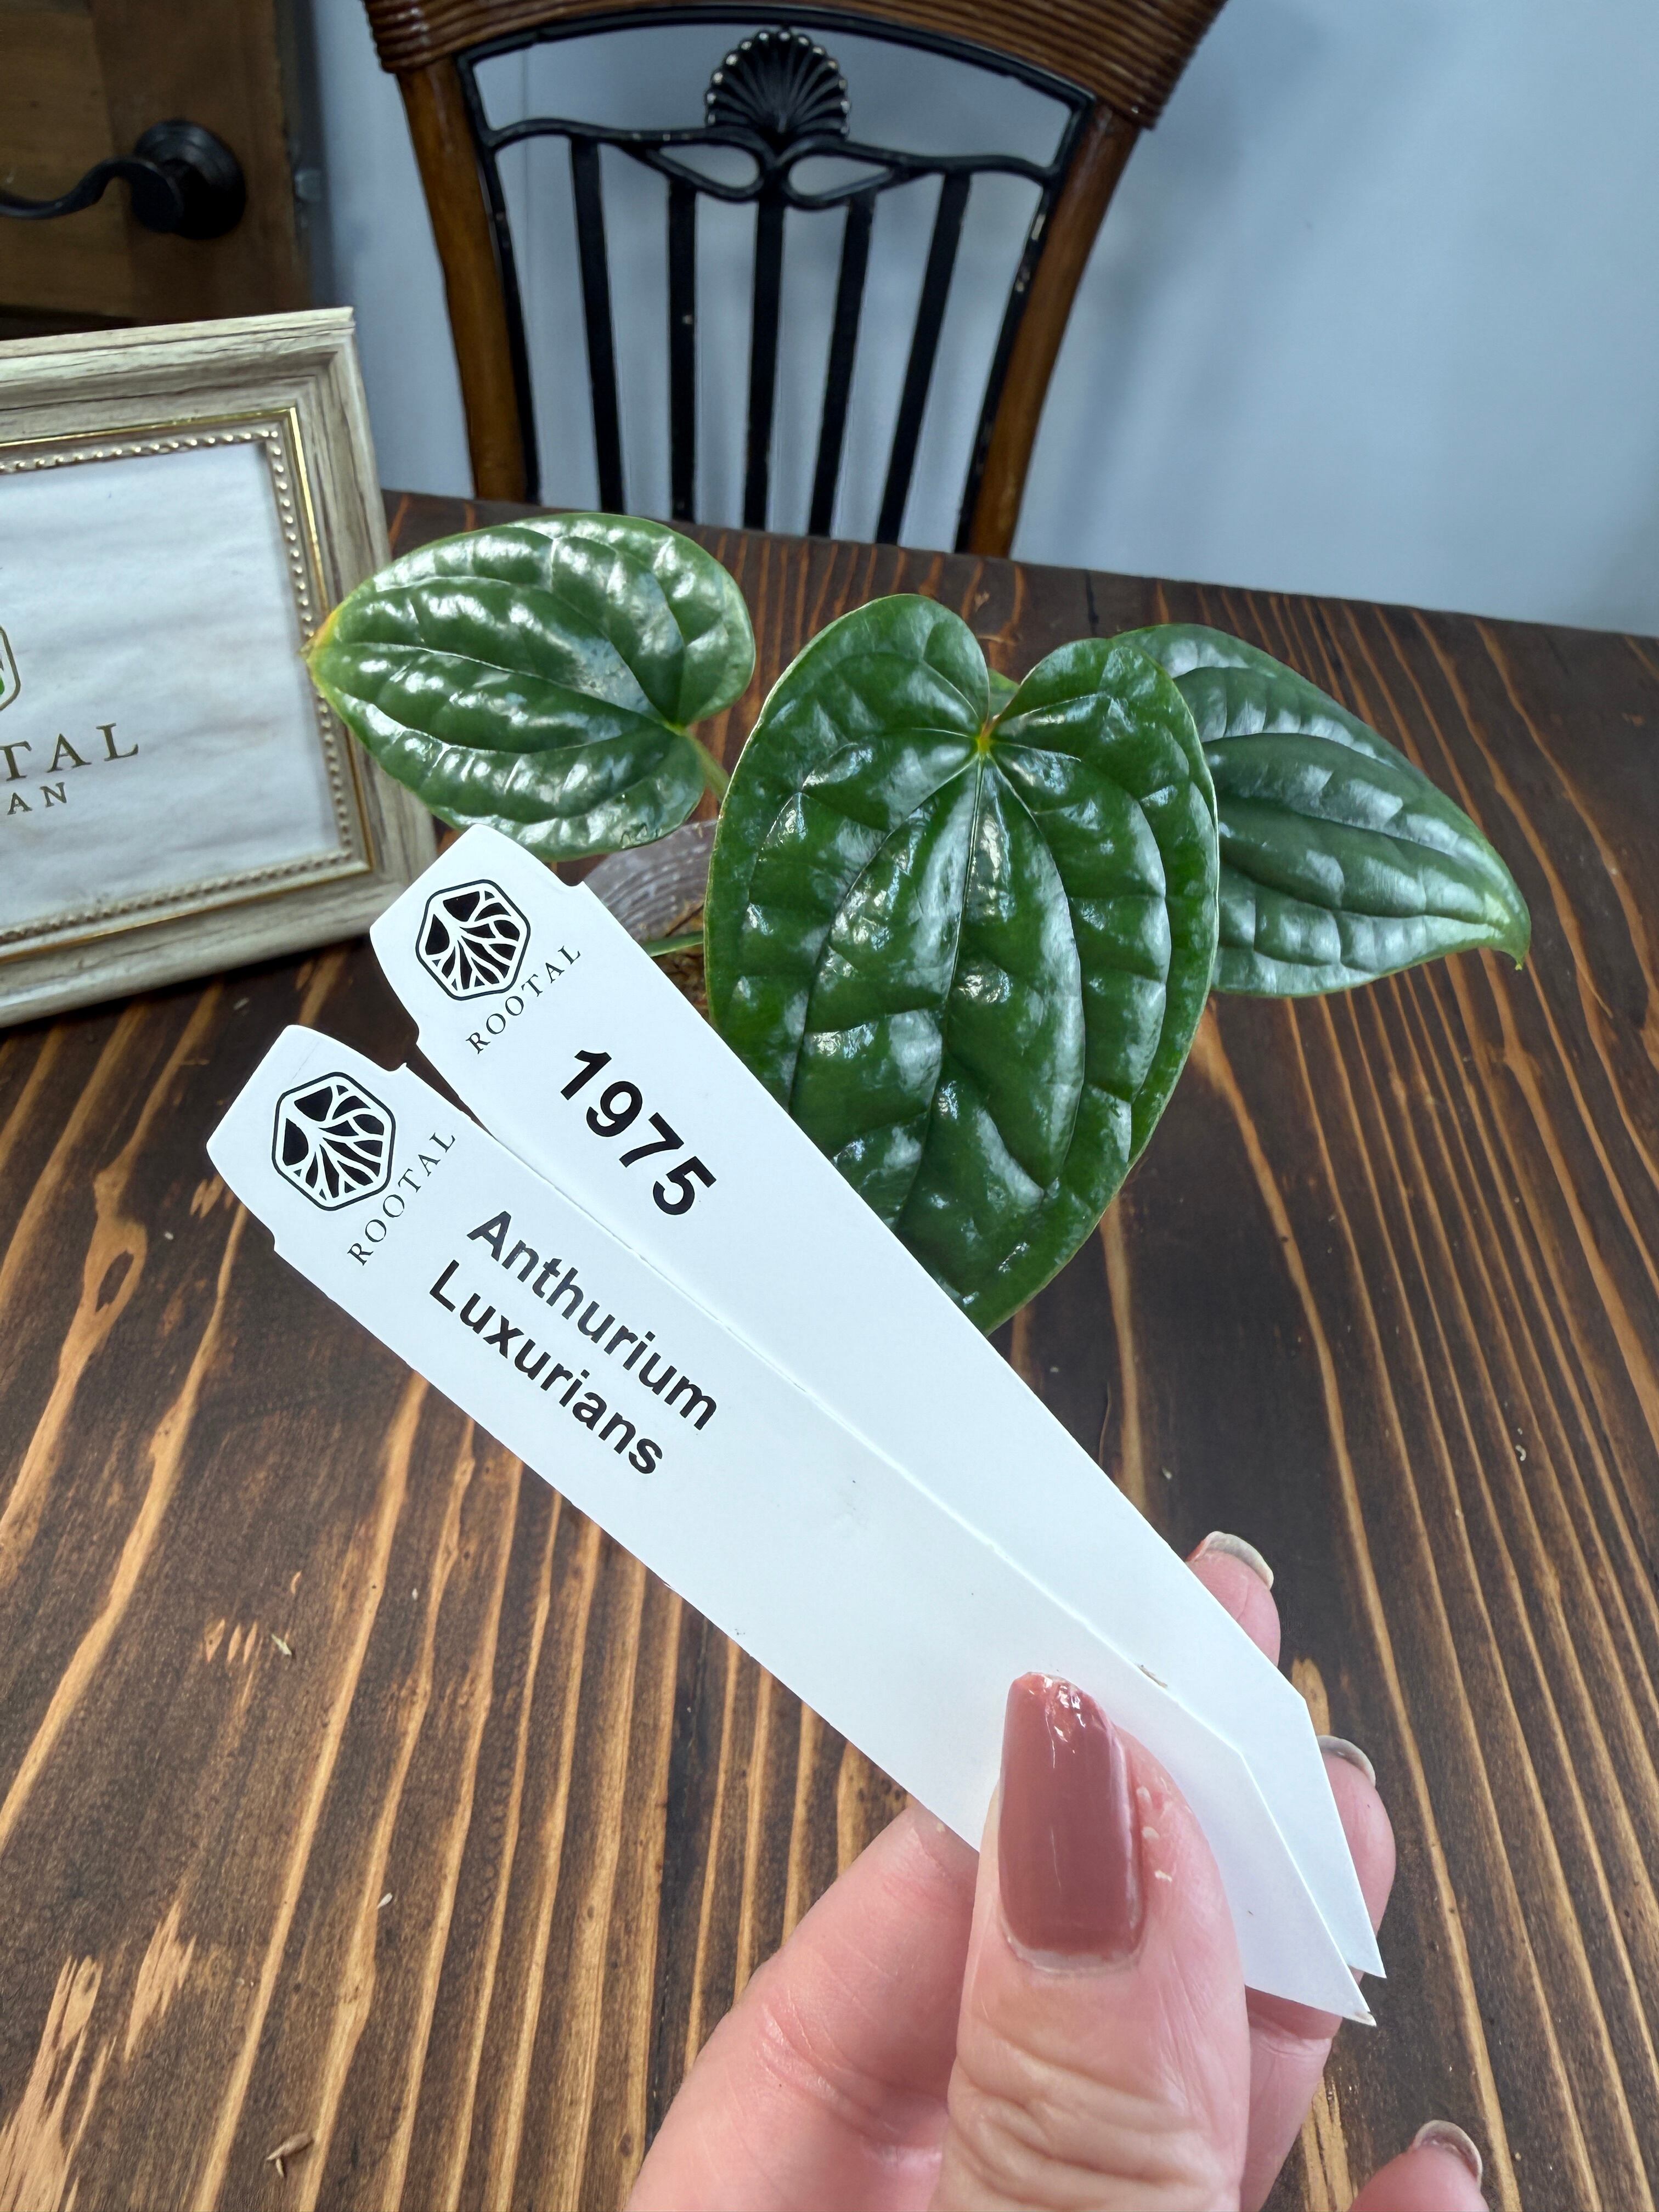 TAL
AN
ROOTAL
1975
ROOTAL
Anthurium
Luxurians